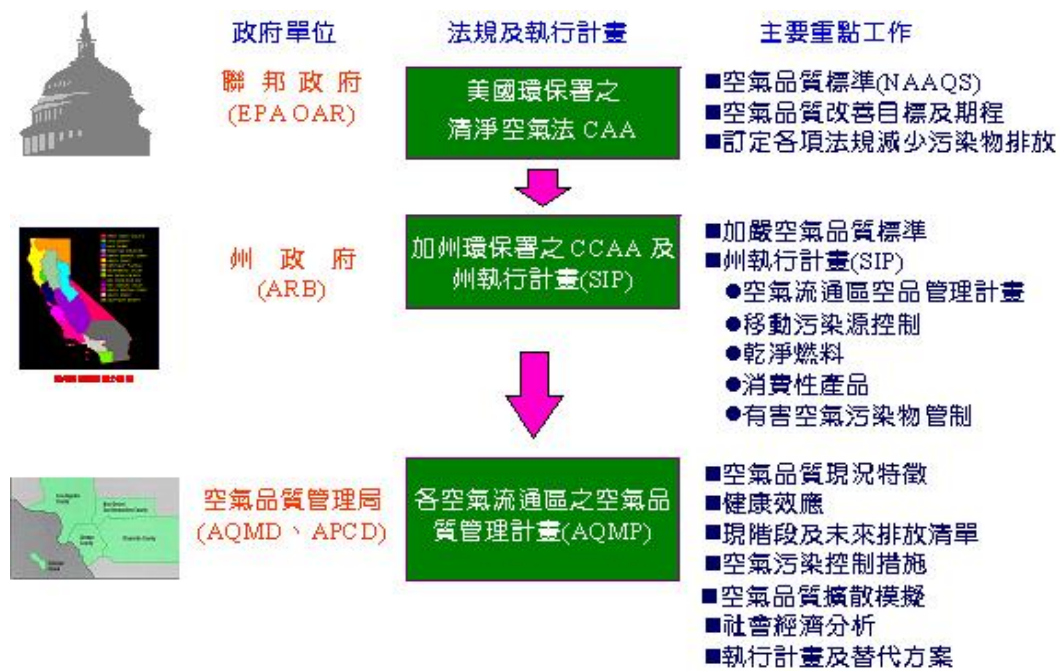 政府單位
法規及執行計畫
主要重點工作
聯邦政府
(EPA OAR)
美國環保署之
清淨空氣法 CAA
■空氣品質標準(NAAQS)
■空氣品質改善目標及期程
■訂定各項法規減少污染物排放
州政府
(ARB)
加州環保署之 CCAA 及
州執行計畫(SIP)
■加嚴空氣品質標準
■州執行計畫(SIP)
●空氣流通區空品管理計畫
●移動污染源控制
●乾淨燃料
●消費性產品
●有害空氣污染物管制
空氣品質管理局
(AQMD、APCD)
各空氣流通區之空氣品
質管理計畫(AQMP)
■空氣品質現況特徵
■健康效應
■現階段及未來排放清單
■空氣污染控制措施
■空氣品質擴散模擬
■社會經濟分析
■執行計畫及替代方案